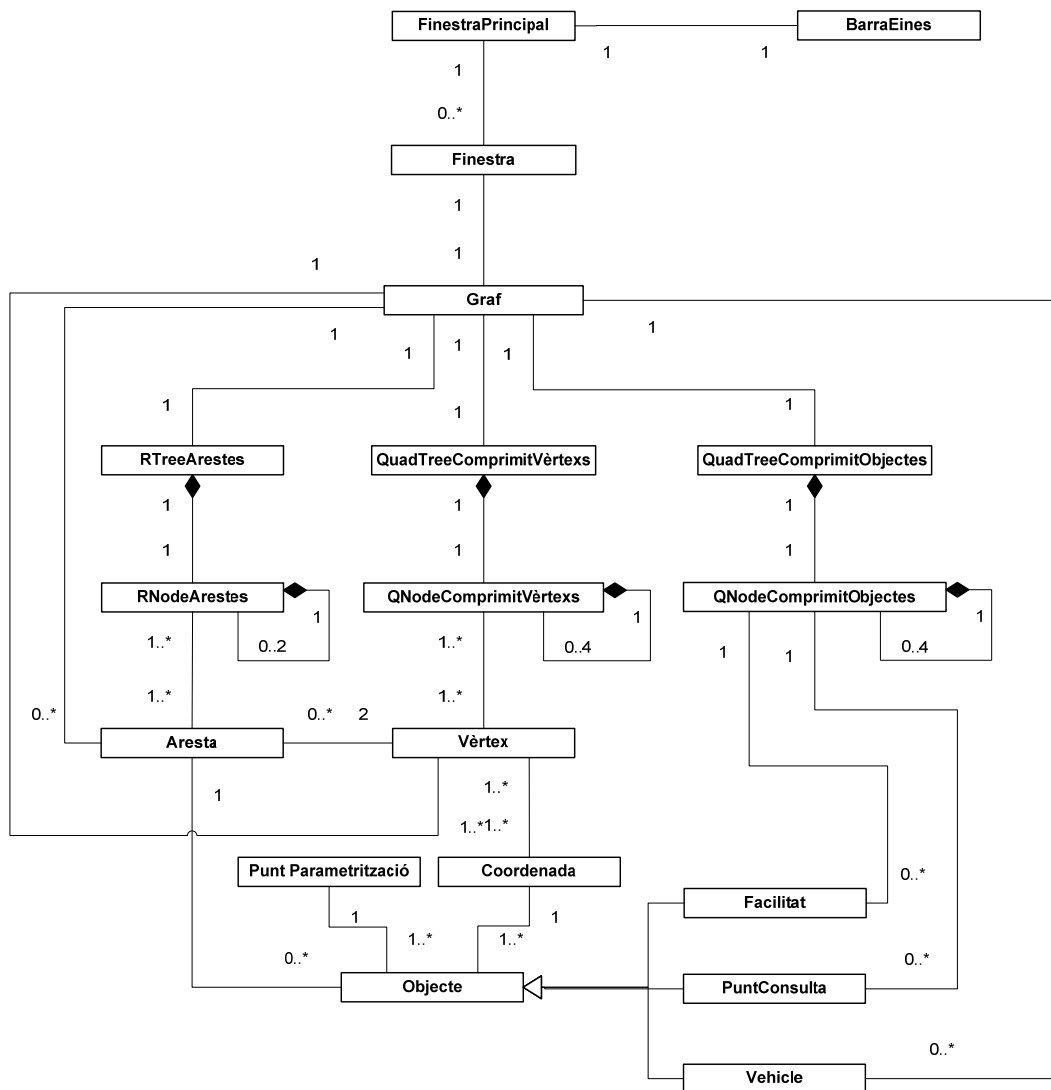 FinestraPrincipal
BarraEines
1
1
1
0..*
Finestra
1
1
1
Graf
1
1
1
1
1
1
1
1
RTreeArestes
QuadTreeComprimitVèrtexs
QuadTreeComprimitObjectes
1
1
1
1
1
1
RNodeArestes
QNodeComprimitVèrtexs
QNodeComprimitObjectes
1
1
1
0..2
0..4
0..4
1..*
1..*
1
1
1..*
1..*
0..*
0..*
2
Aresta
Vèrtex
1
1..*
1..*
1..*
Punt Parametrització
Coordenada
0..*
Facilitat
1
1
1..*
1..*
0..*
0..*
Objecte
PuntConsulta
0..*
Vehicle